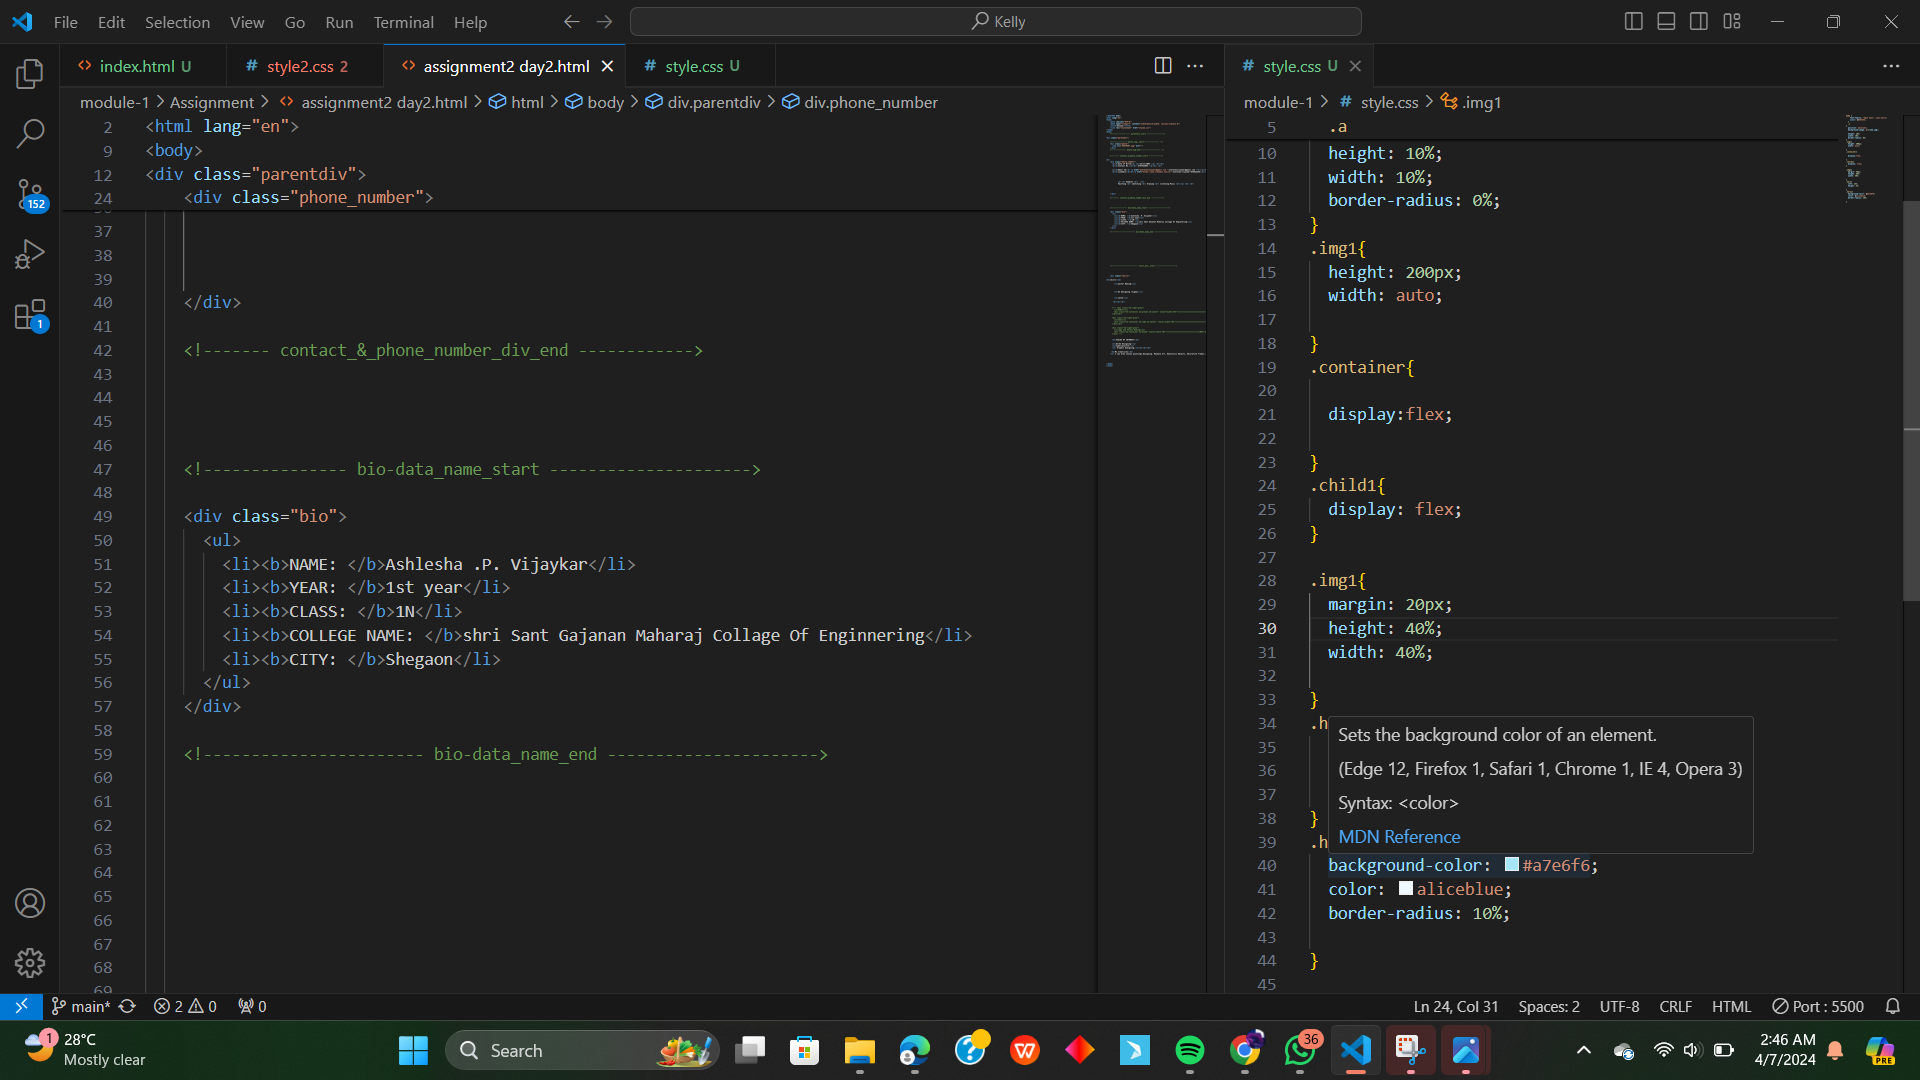 File Edit Selection View Go Run Terminal Help
Kelly
index.html U
style2.css 2
assignment2 day2.html
style.css U
style.css U
module-1 > Assignment > assignment2 day2.html > html > body > div.parentdiv > div.phone_number
module-1 > # style.css > .img1
2 <html lang="en">
9 <body>
12 <div class="parentdiv">
24 <div class="phone_number">
37
38
39
40 </div>
41
42 <!------- contact_&_phone_number_div_end ------------>
43
44
45
46
47 <!--------------- bio-data_name_start --------------------->
48
49 <div class="bio">
50 <ul>
51 <li><b>NAME: </b>Ashlesha .P. Vijaykar</li>
52 <li><b>YEAR: </b>1st year</li>
53 <li><b>CLASS: </b>1N</li>
54 <li><b>COLLEGE NAME: </b>shri Sant Gajanan Maharaj Collage Of Enginnering</li>
55 <li><b>CITY: </b>Shegaon</li>
56 </ul>
57 </div>
58
59 <!----------------------- bio-data_name_end ---------------------->
60
61
62
63
64
65
66
67
68
69
5 .a
10 height: 10%;
11 width: 10%;
12 border-radius: 0%;
13 }
14 .img1{
15 height: 200px;
16 width: auto;
17
18 }
19 .container{
20
21 display:flex;
22
23 }
24 .child1{
25 display: flex;
26 }
27
28 .img1{
29 margin: 20px;
30 height: 40%;
31 width: 40%;
32
33 }
34 .h
35
36
37
38 }
39 .h
Sets the background color of an element.
(Edge 12, Firefox 1, Safari 1, Chrome 1, IE 4, Opera 3)
Syntax: <color>
MDN Reference
40 background-color: #a7e6f6;
41 color: aliceblue;
42 border-radius: 10%;
43
44 }
45
152
1
main* 2 0 0
Ln 24, Col 31 Spaces: 2 UTF-8 CRLF HTML Port : 5500
1
28°C
Mostly clear
Search
36
2:46 AM
4/7/2024
PRE